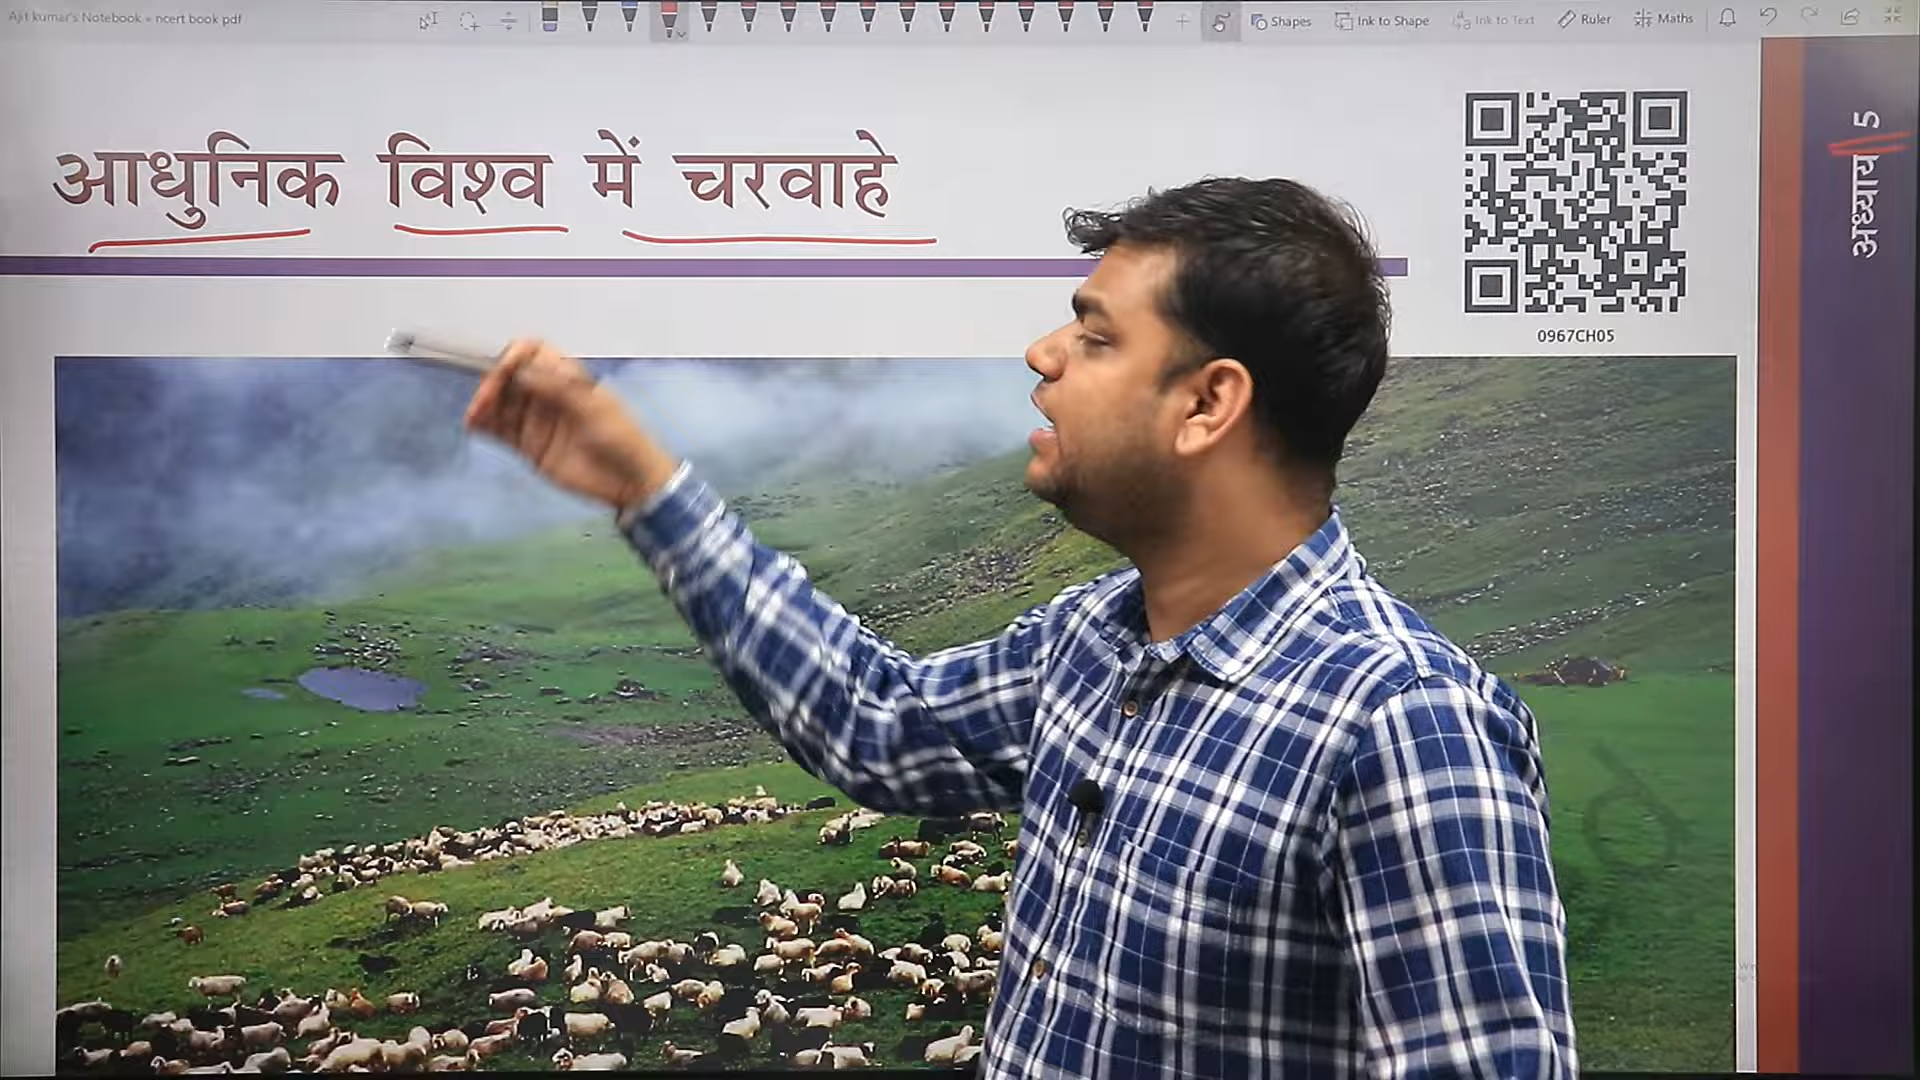 Ajit kumar's Notebook » ncert book pdf
Shapes
Ink to Shape
Ink to Text
Ruler
Maths
आधुनिक विश्व में चरवाहे
0967CH05
अध्याय 5